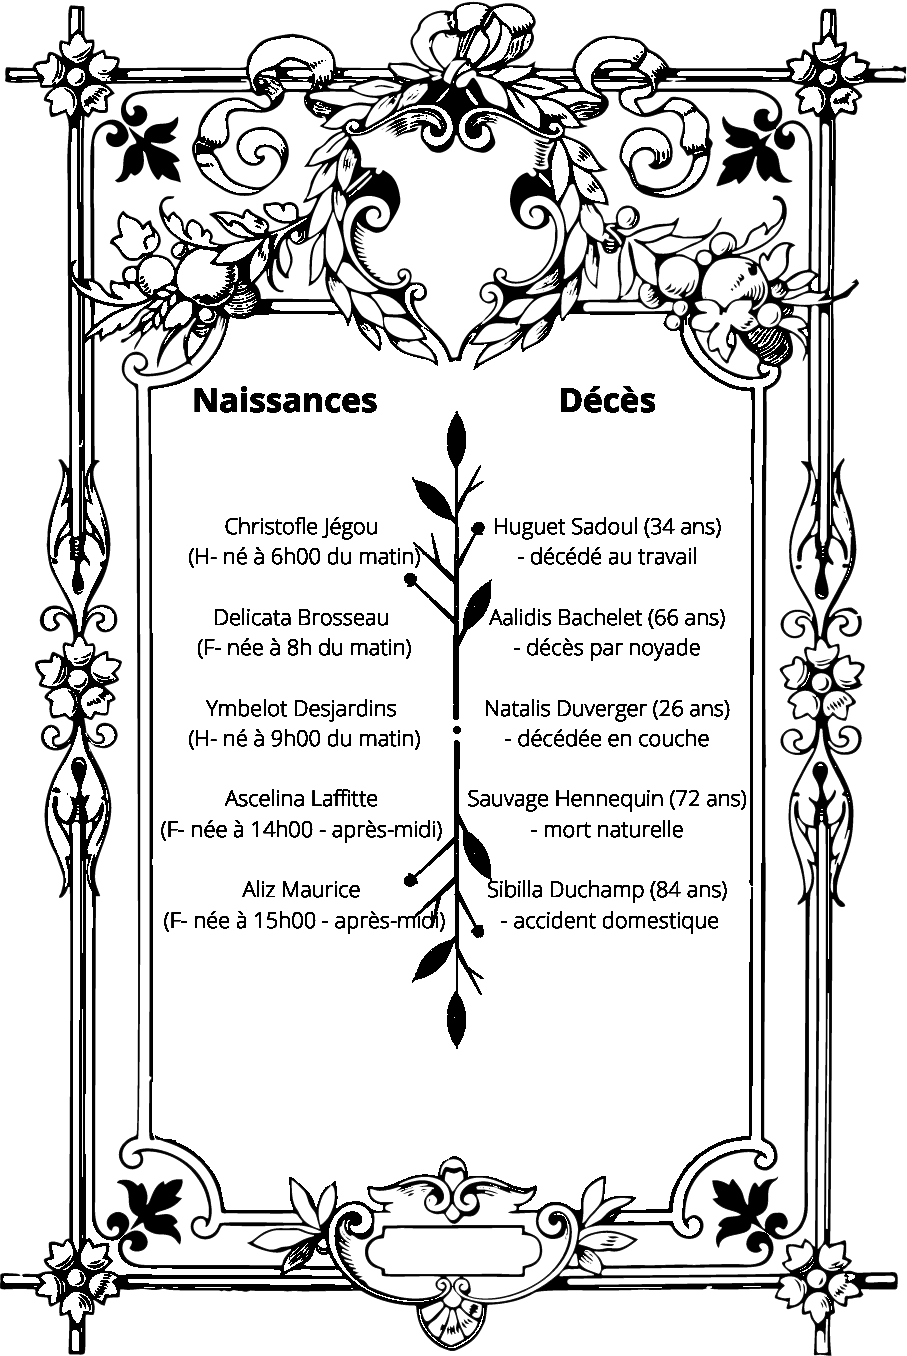 Naissances
Christofle Jégou
(H- né à 6h00 du matin)
Delicata Brosseau
(F- née à 8h du matin)
Ymbelot Desjardins
(H- né à 9h00 du matin)
Ascelina Laffitte
(F- née à 14h00 - après-midi)
Aliz Maurice
(F- née à 15h00 - après-midi)
Décès
Huguet Sadoul (34 ans)
- décédé au travail
Aalidis Bachelet (66 ans)
- décès par noyade
Natalis Duverger (26 ans)
- décédée en couche
Sauvage Hennequin (72 ans)
- mort naturelle
Sibilla Duchamp (84 ans)
- accident domestique